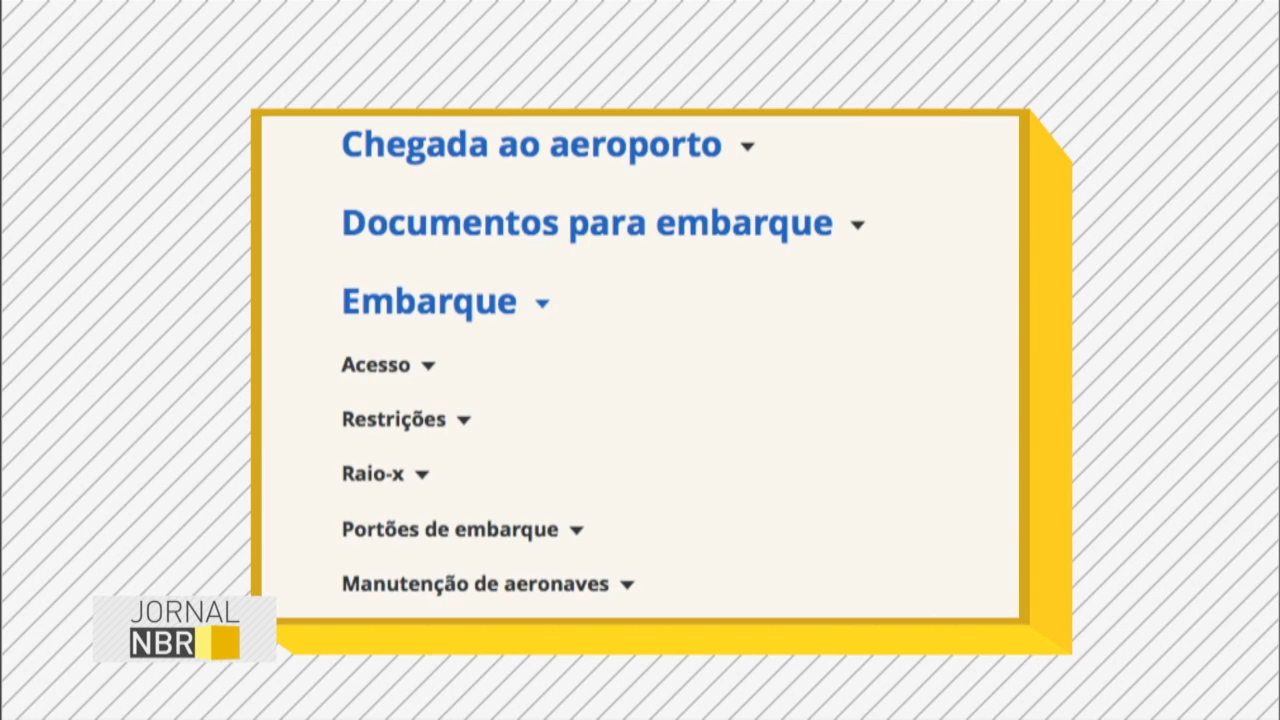 Chegada ao aeroporto
Documentos para embarque
Embarque
Acesso
Restrições
Raio-x
Portões de embarque
Manutenção de aeronaves
JORNAL
NBR